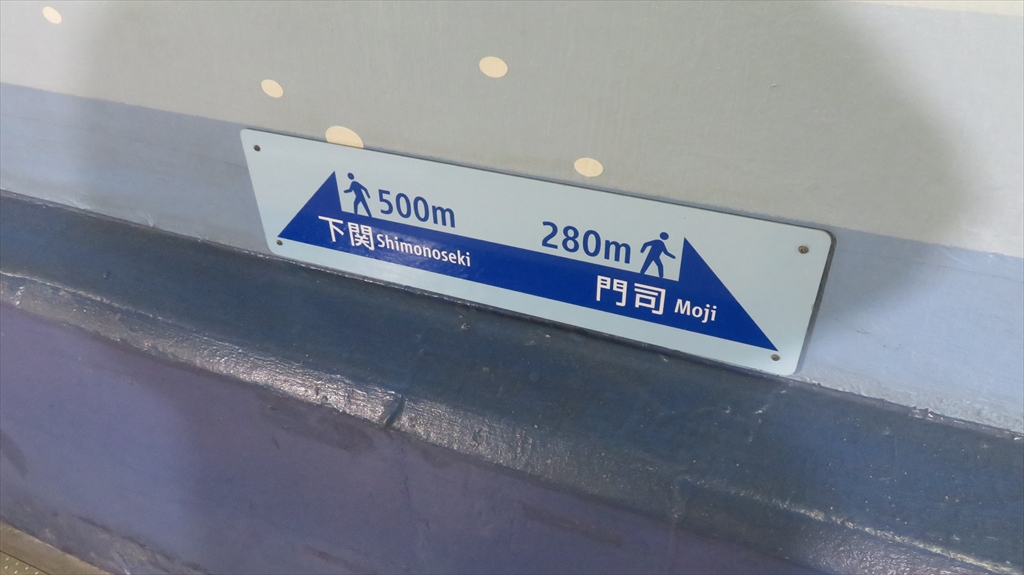 500m
下関 Shimonoseki
280m
門司 Moji